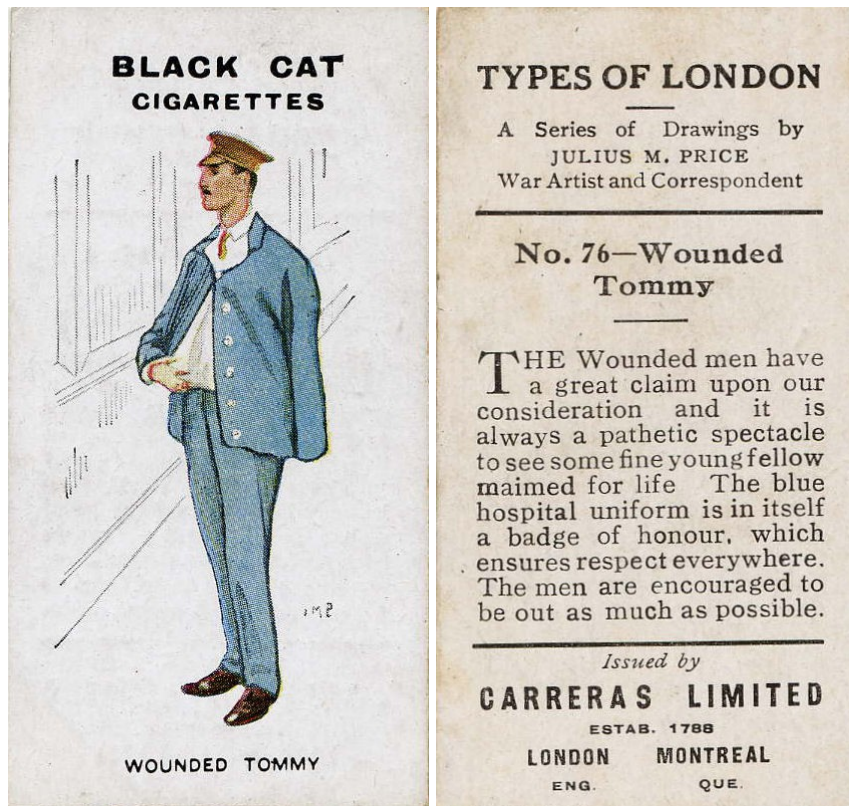 BLACK CAT
CIGARETTES
WOUNDED TOMMY
TYPES OF LONDON
A Series of Drawings by
JULIUS M. PRICE
War Artist and Correspondent
No. 76—Wounded
Tommy
THE Wounded men have
a great claim upon our
consideration and it is
always a pathetic spectacle
to see some fine young fellow
maimed for life The blue
hospital uniform is in itself
a badge of honour, which
ensures respect everywhere.
The men are encouraged to
be out as much as possible.
Issued by
CARRERAS LIMITED
ESTAB. 1788
LONDON MONTREAL
ENG. QUE.